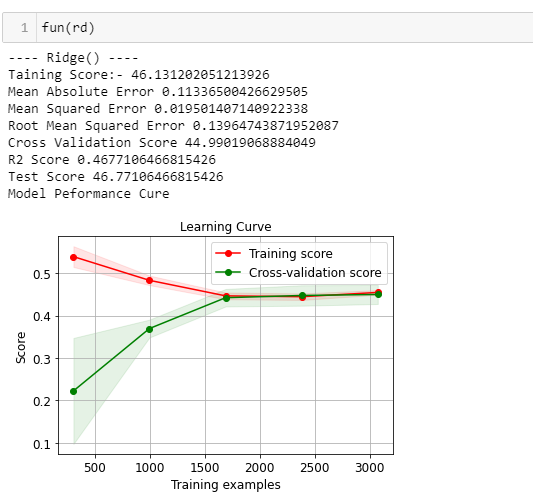 1 fun(rd)
---- Ridge() ----
Taining Score:- 46.131202051213926
Mean Absolute Error 0.11336500426629505
Mean Squared Error 0.019501407140922338
Root Mean Squared Error 0.13964743871952087
Cross Validation Score 44.99019068884049
R2 Score 0.4677106466815426
Test Score 46.77106466815426
Model Peformance Cure
Learning Curve
Training score
Cross-validation score
0.5
0.4
0.3
0.2
0.1
Score
500 1000 1500 2000 2500 3000
Training examples